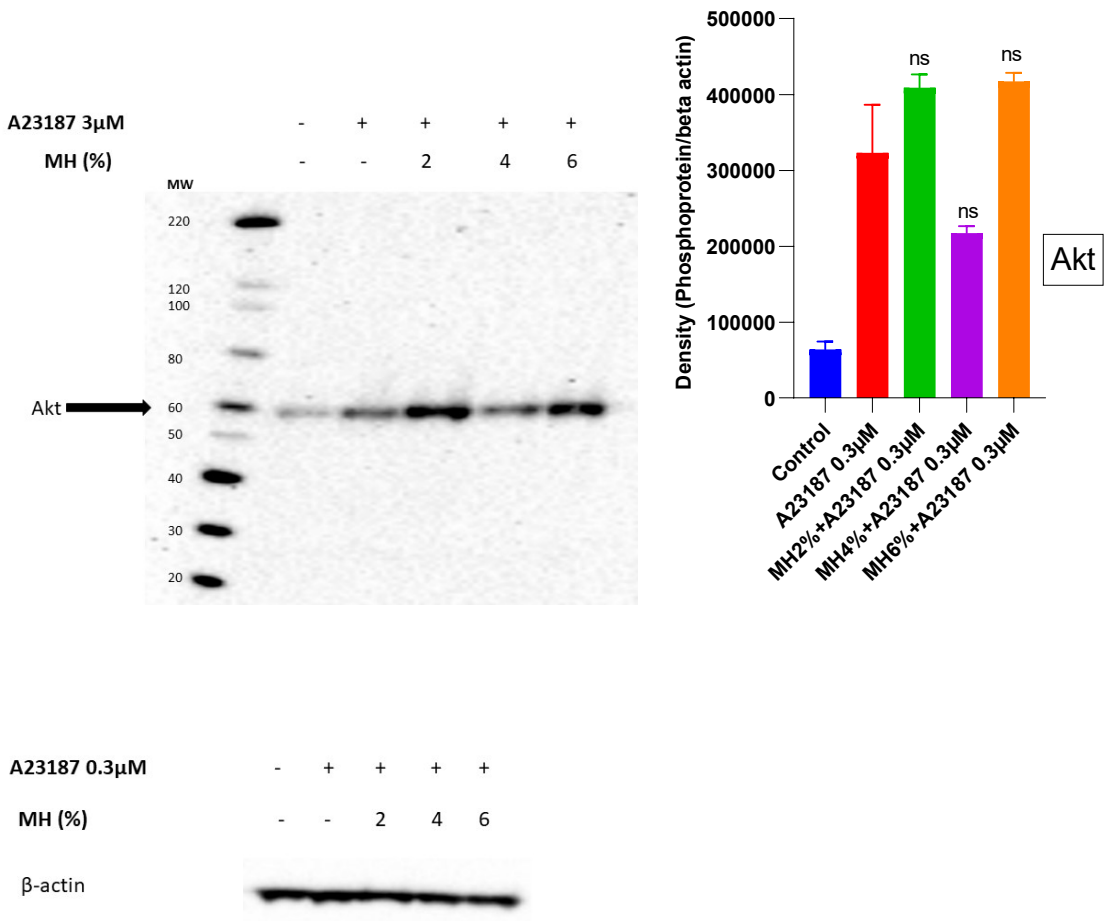 A23187 3µM - + + + +
MH (%) - - 2 4 6
MW
220
120
100
80
Akt
60
50
40
30
20
Density (Phosphoprotein/beta actin)
500000
400000
300000
200000
100000
0
ns
ns
ns
Akt
Control
A23187 0.3µM
MH2%+A23187 0.3µM
MH4%+A23187 0.3µM
MH6%+A23187 0.3µM
A23187 0.3µM - + + + +
MH (%) - - 2 4 6
β-actin